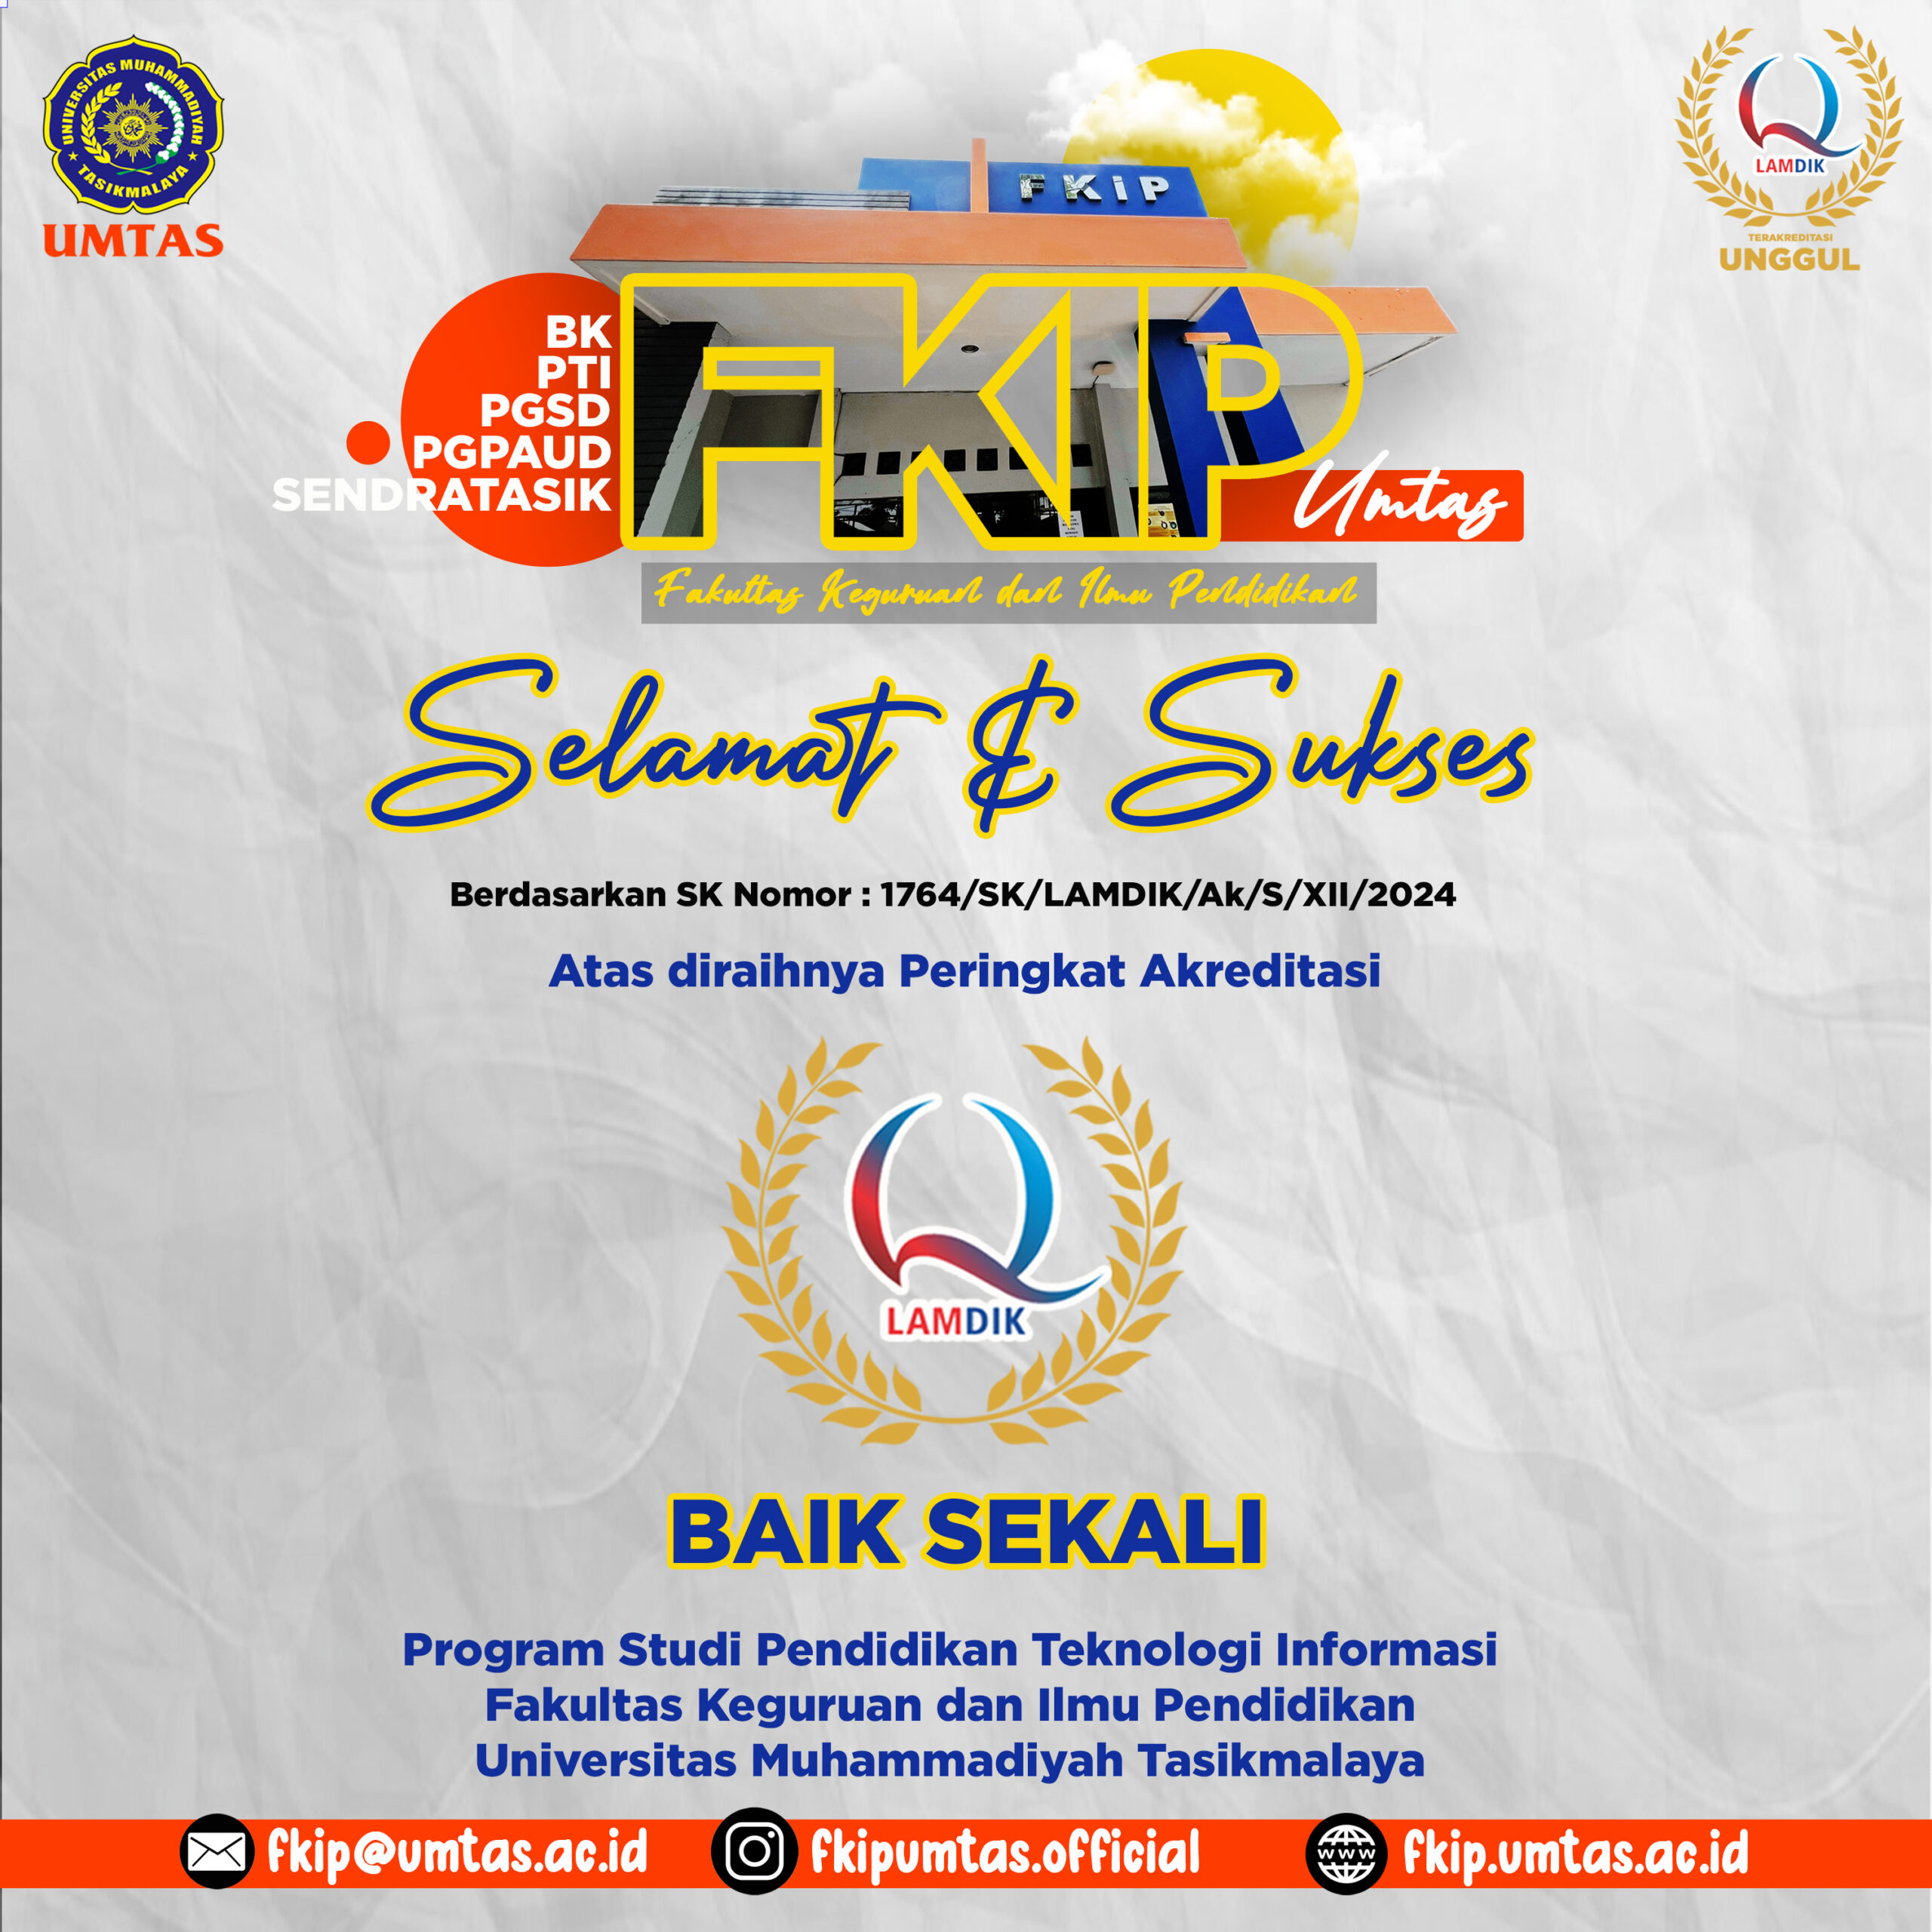 UNIVERSITAS MUHAMMADIYAH
TASIKMALAYA
UMTAS
LAMDIK
TERAKREDITASI
UNGGUL
FKiP
BK
PTI
PGSD
PGPAUD
SENDRATASIK
FKIP
Umtas
Fakultas Keguruan dan Ilmu Pendidikan
Selamat & Sukses
Berdasarkan SK Nomor : 1764/SK/LAMDIK/Ak/S/XII/2024
Atas diraihnya Peringkat Akreditasi
LAMDIK
BAIK SEKALI
Program Studi Pendidikan Teknologi Informasi
Fakultas Keguruan dan Ilmu Pendidikan
Universitas Muhammadiyah Tasikmalaya
fkip@umtas.ac.id
fkipumtas.official
www
fkip.umtas.ac.id